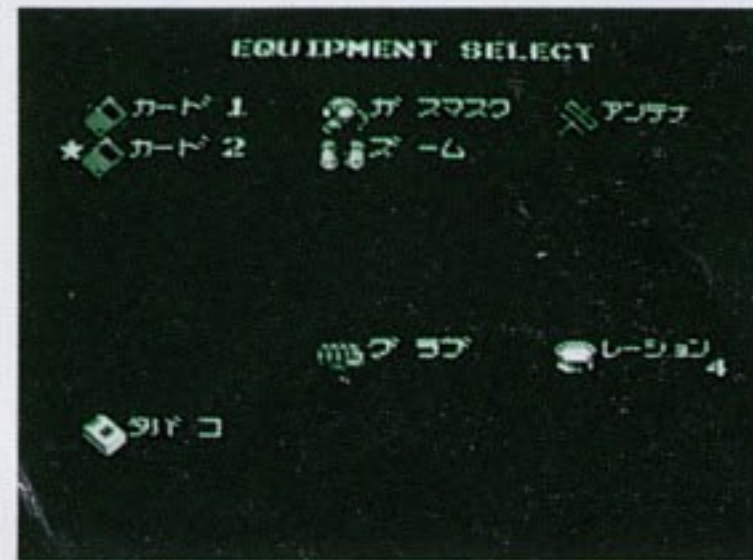 EQUIPMENT SELECT
カード 1 ガスマスク アンテナ
★カード 2 ズーム
グラブ レーション
4
タバコ